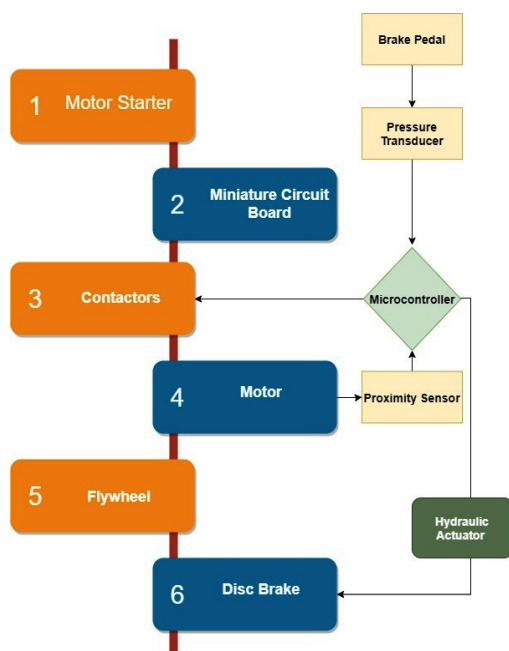 Brake Pedal
1 Motor Starter
Pressure
Transducer
2 Miniature Circuit
Board
3 Contactors
Microcontroller
4 Motor
Proximity Sensor
5 Flywheel
Hydraulic
Actuator
6 Disc Brake